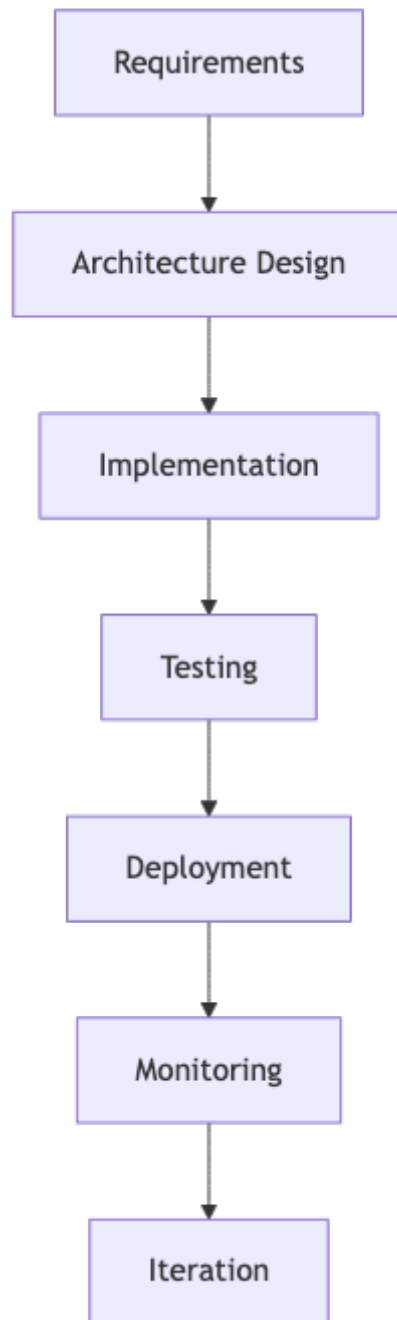 Requirements
Architecture Design
Implementation
Testing
Deployment
Monitoring
Iteration